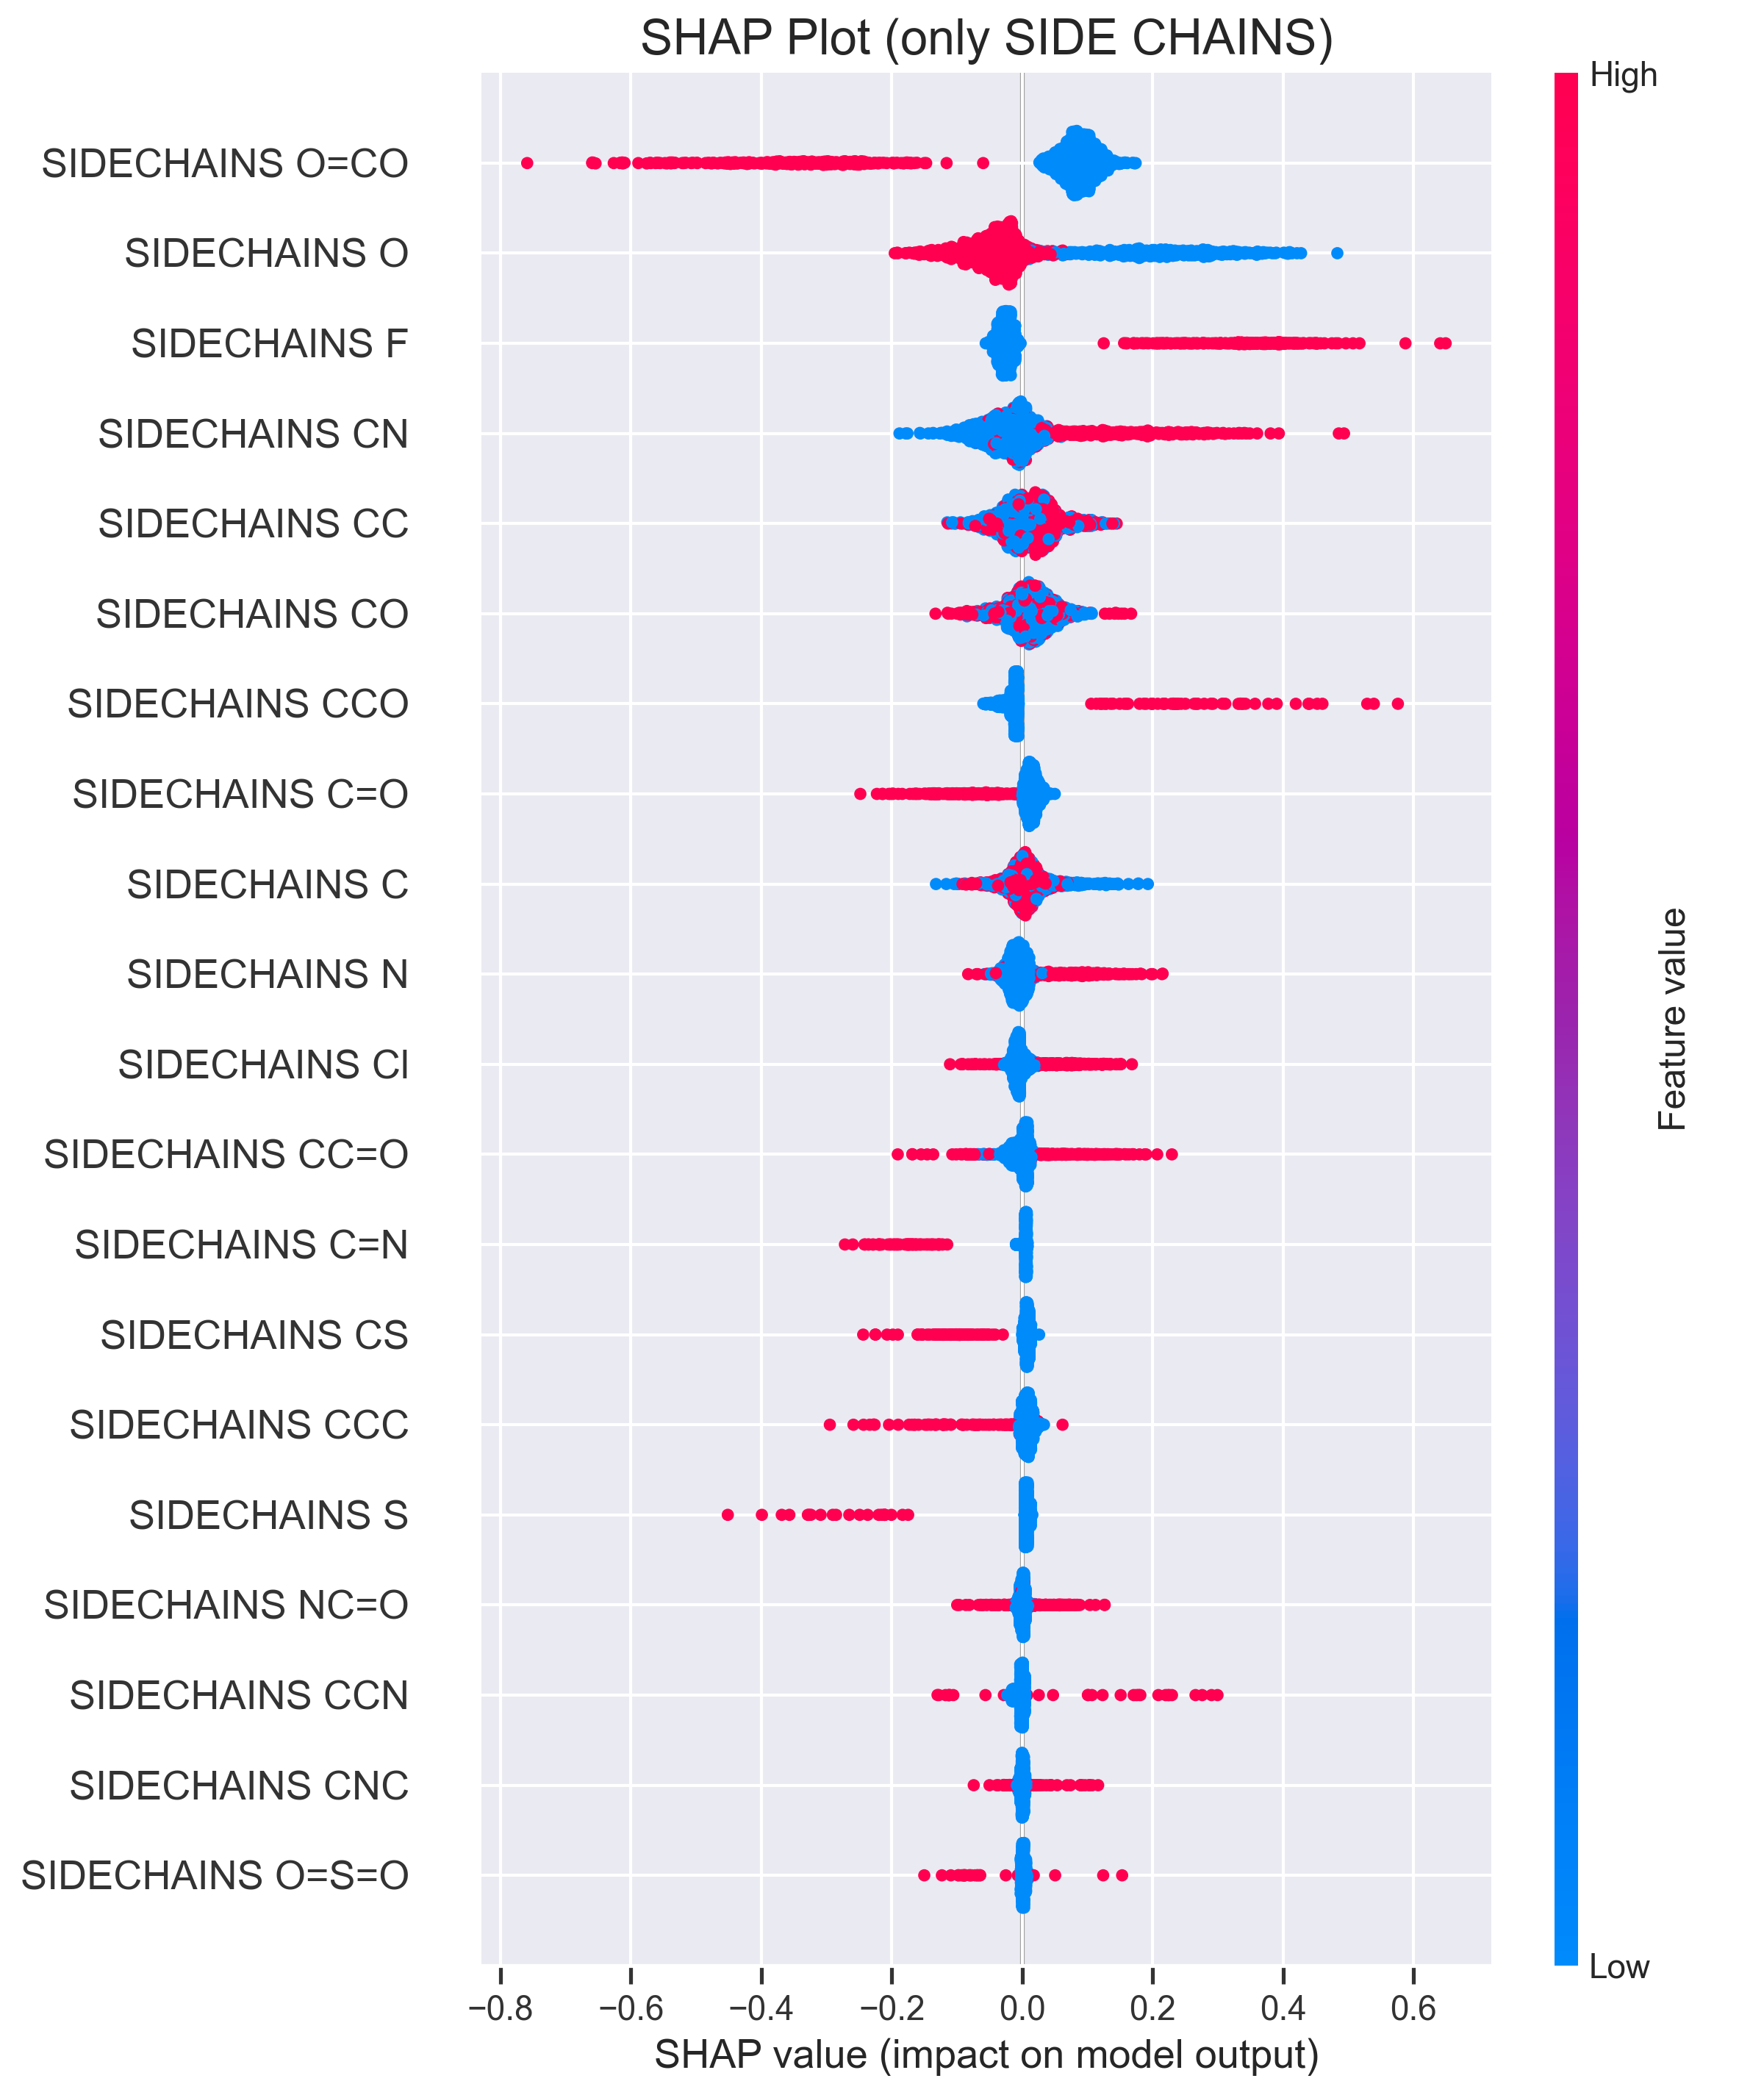 SHAP Plot (only SIDE CHAINS)
High
SIDECHAINS O=CO
SIDECHAINS O
SIDECHAINS F
SIDECHAINS CN
SIDECHAINS CC
SIDECHAINS CO
SIDECHAINS CCO
SIDECHAINS C=O
SIDECHAINS C
SIDECHAINS N
SIDECHAINS Cl
SIDECHAINS CC=O
SIDECHAINS C=N
SIDECHAINS CS
SIDECHAINS CCC
SIDECHAINS S
SIDECHAINS NC=O
SIDECHAINS CCN
SIDECHAINS CNC
SIDECHAINS O=S=O
Feature value
Low
−0.8 −0.6 −0.4 −0.2 0.0 0.2 0.4 0.6
SHAP value (impact on model output)